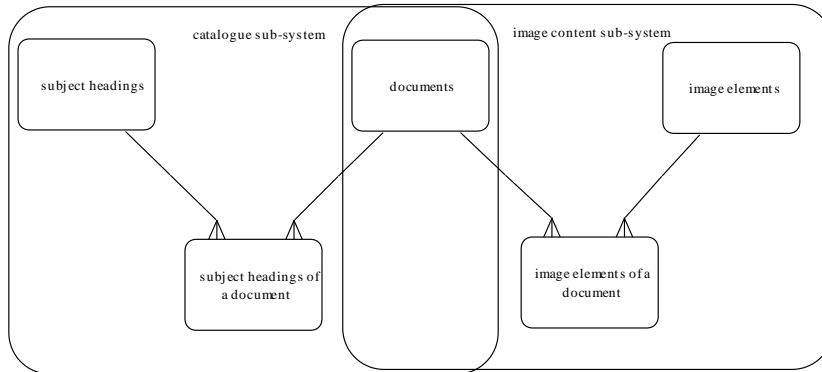 catalogue sub-system
image content sub-system
subject headings
documents
image elements
subject headings of
a document
image elements of a
document